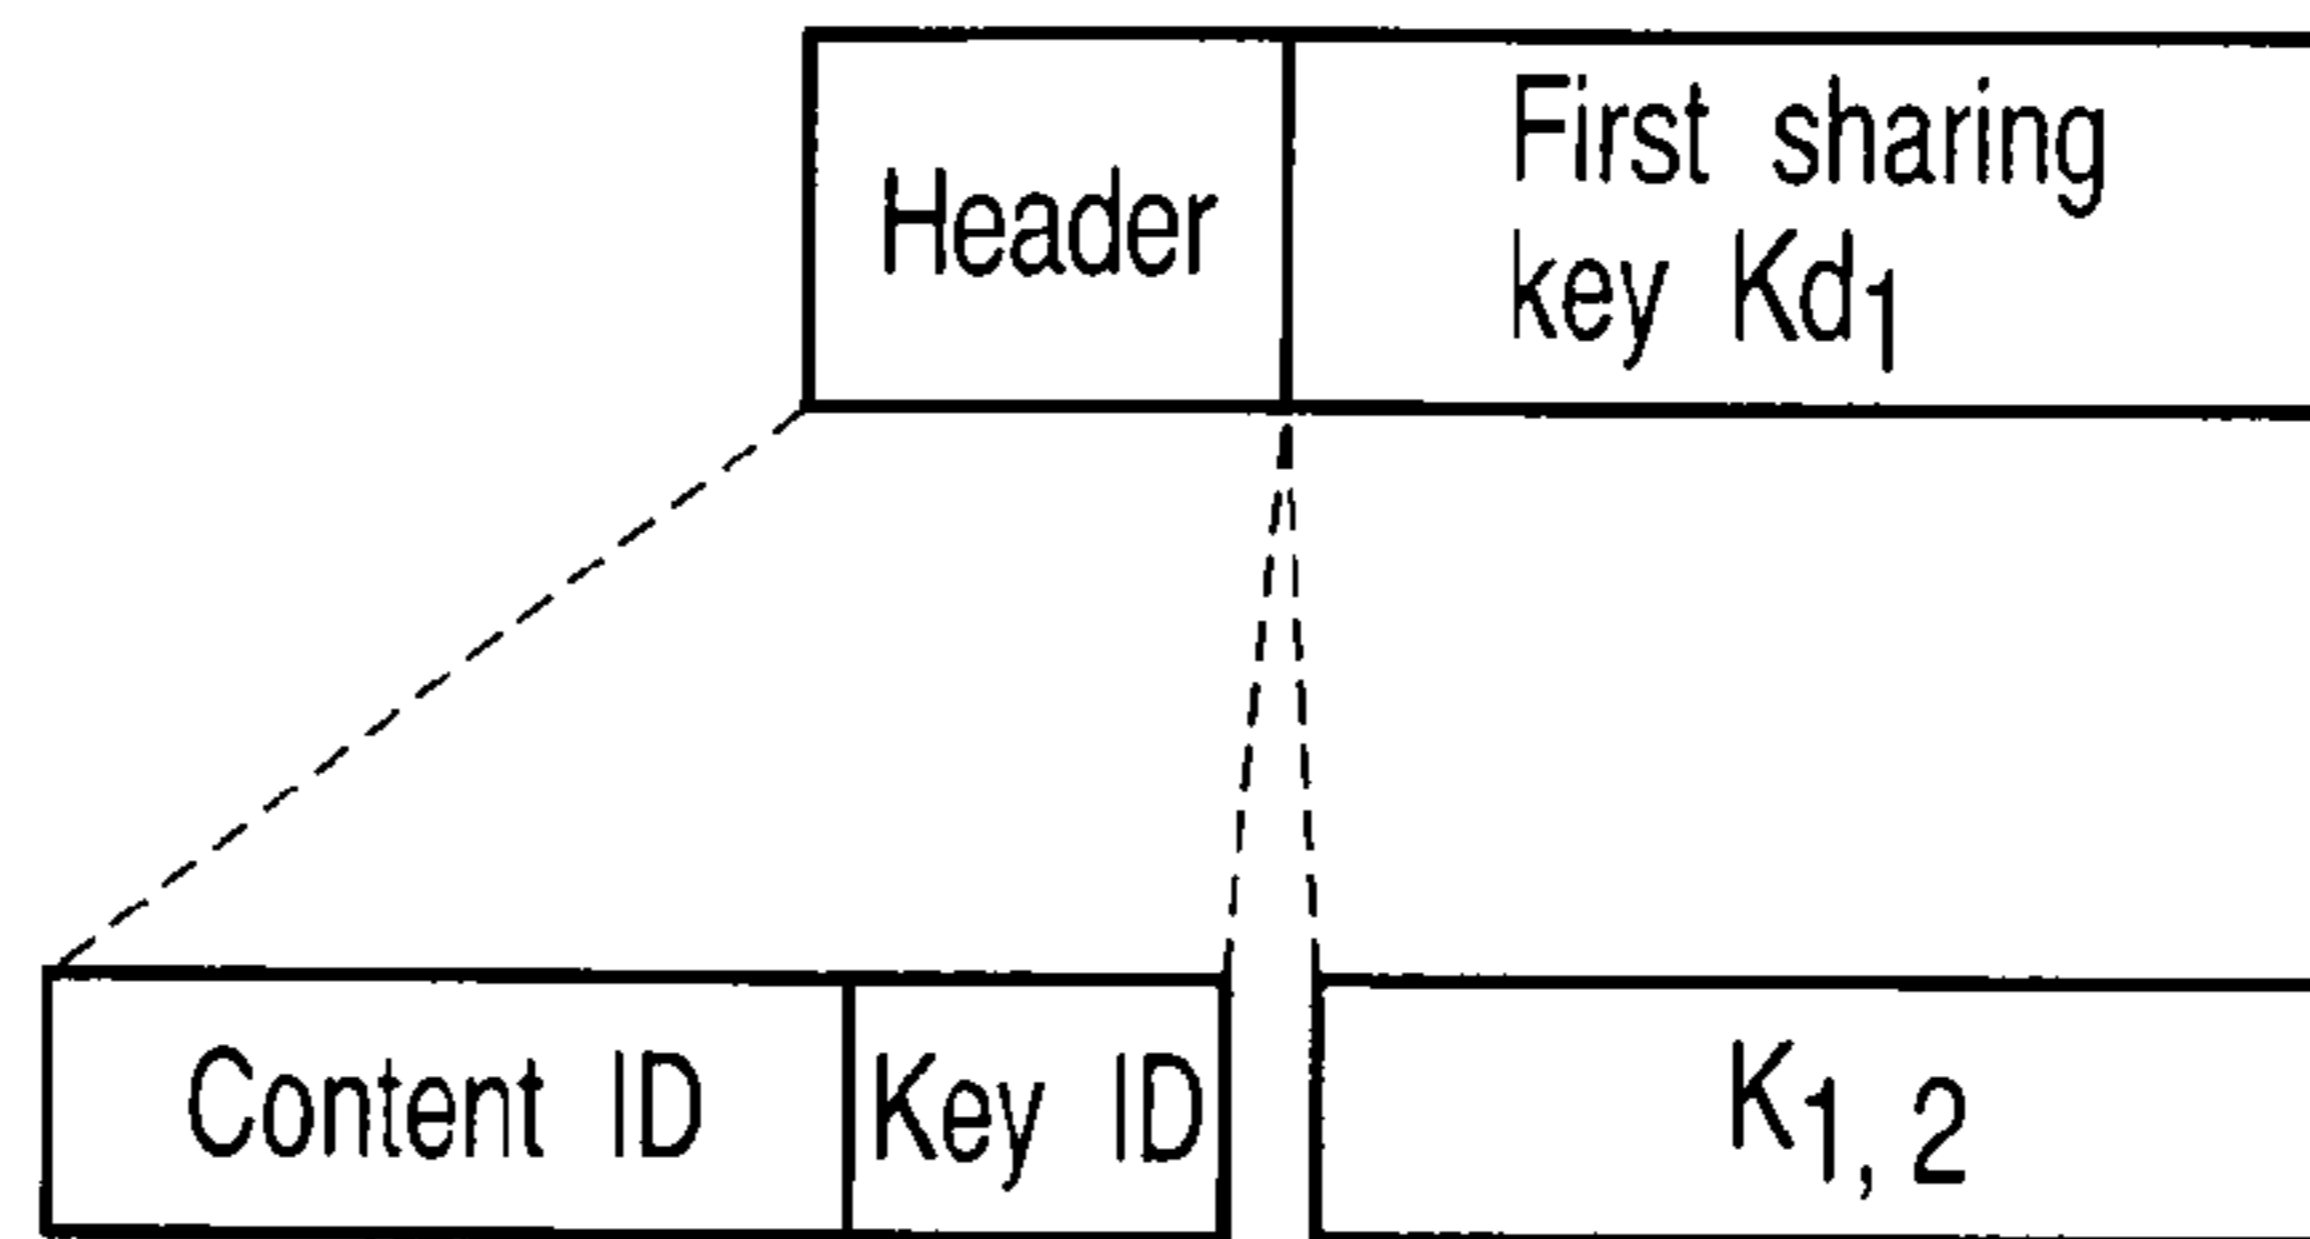 Header
First sharing
key Kd1
Content ID
Key ID
K1, 2